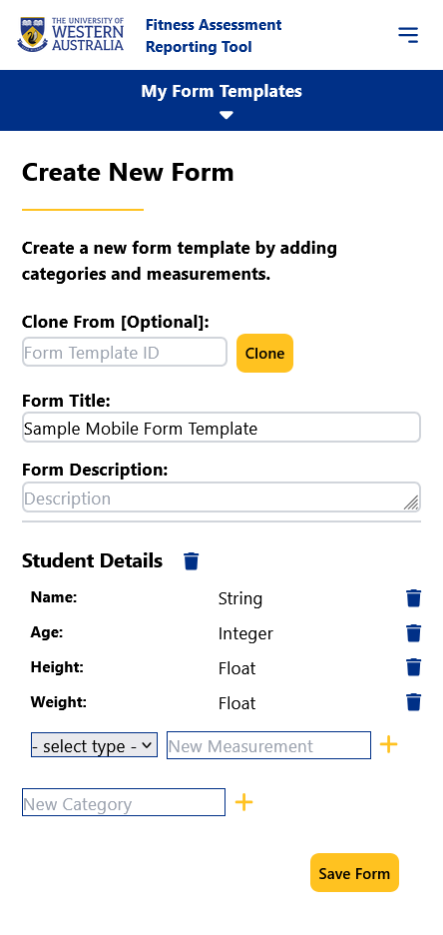 THE UNIVERSITY OF
WESTERN
AUSTRALIA
Fitness Assessment
Reporting Tool
My Form Templates
Create New Form
Create a new form template by adding
categories and measurements.
Clone From [Optional]:
Form Template ID
Clone
Form Title:
Sample Mobile Form Template
Form Description:
Description
Student Details
Name: String
Age: Integer
Height: Float
Weight: Float
- select type - New Measurement
New Category
Save Form